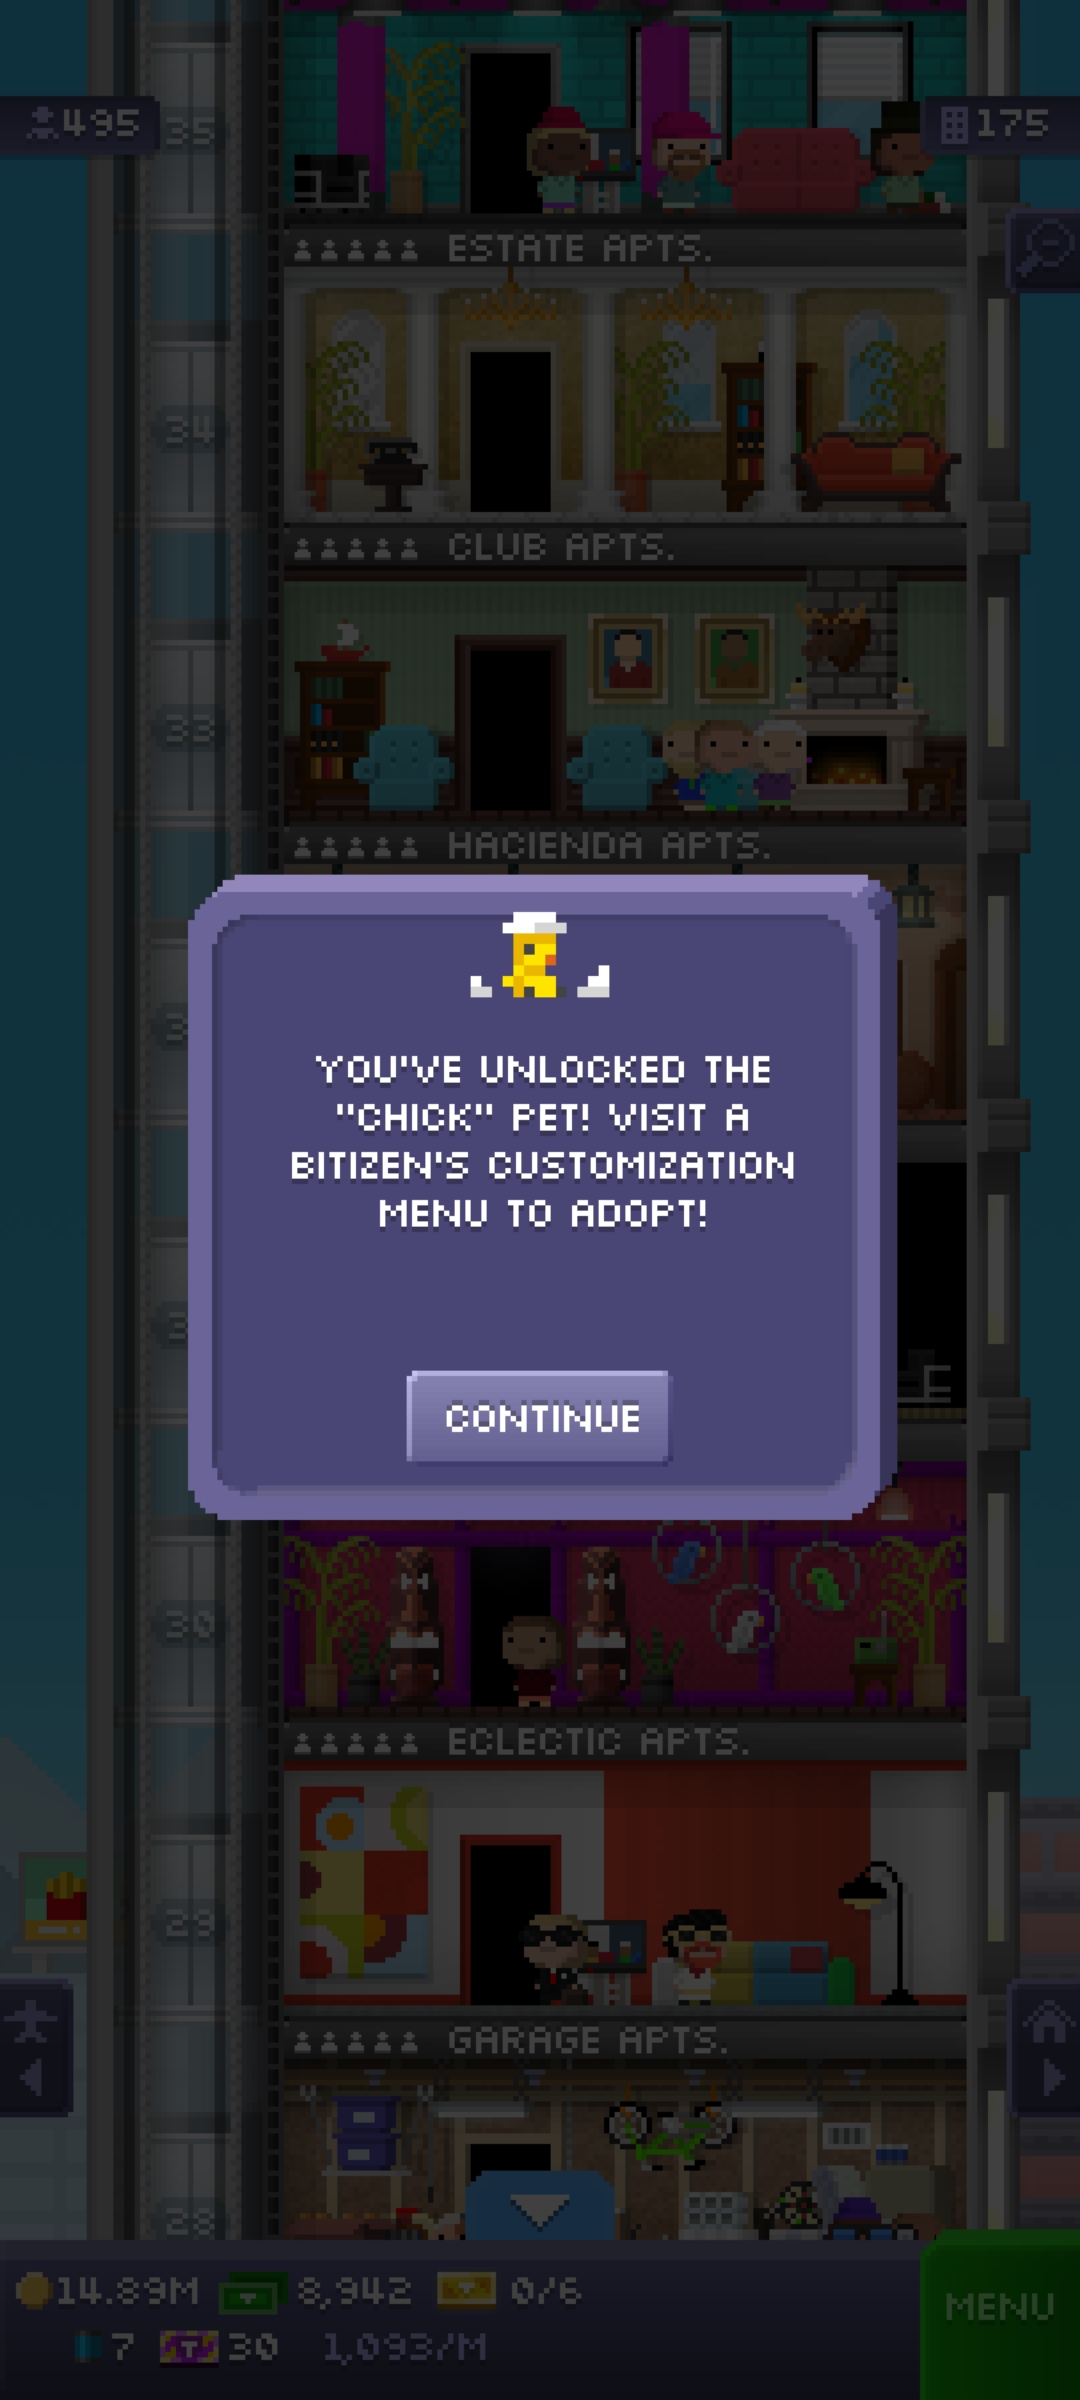 495
35
175
ESTATE APTS.
34
CLUB APTS.
33
HACIENDA APTS.
YOU'VE UNLOCKED THE
"CHICK" PET! VISIT A
BITIZEN'S CUSTOMIZATION
MENU TO ADOPT!
CONTINUE
30
ECLECTIC APTS.
29
GARAGE APTS.
28
14.89M 8,942 0/6
MENU
7 T 30 1,093/M